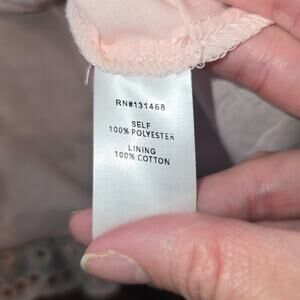 RN#131468
SELF
100% POLYESTER
LINING
100% COTTON